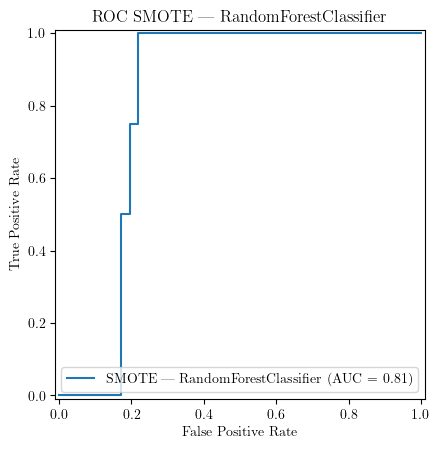 ROC SMOTE — RandomForestClassifier
1.0
0.8
0.6
0.4
0.2
0.0
True Positive Rate
SMOTE — RandomForestClassifier (AUC = 0.81)
0.0 0.2 0.4 0.6 0.8 1.0
False Positive Rate